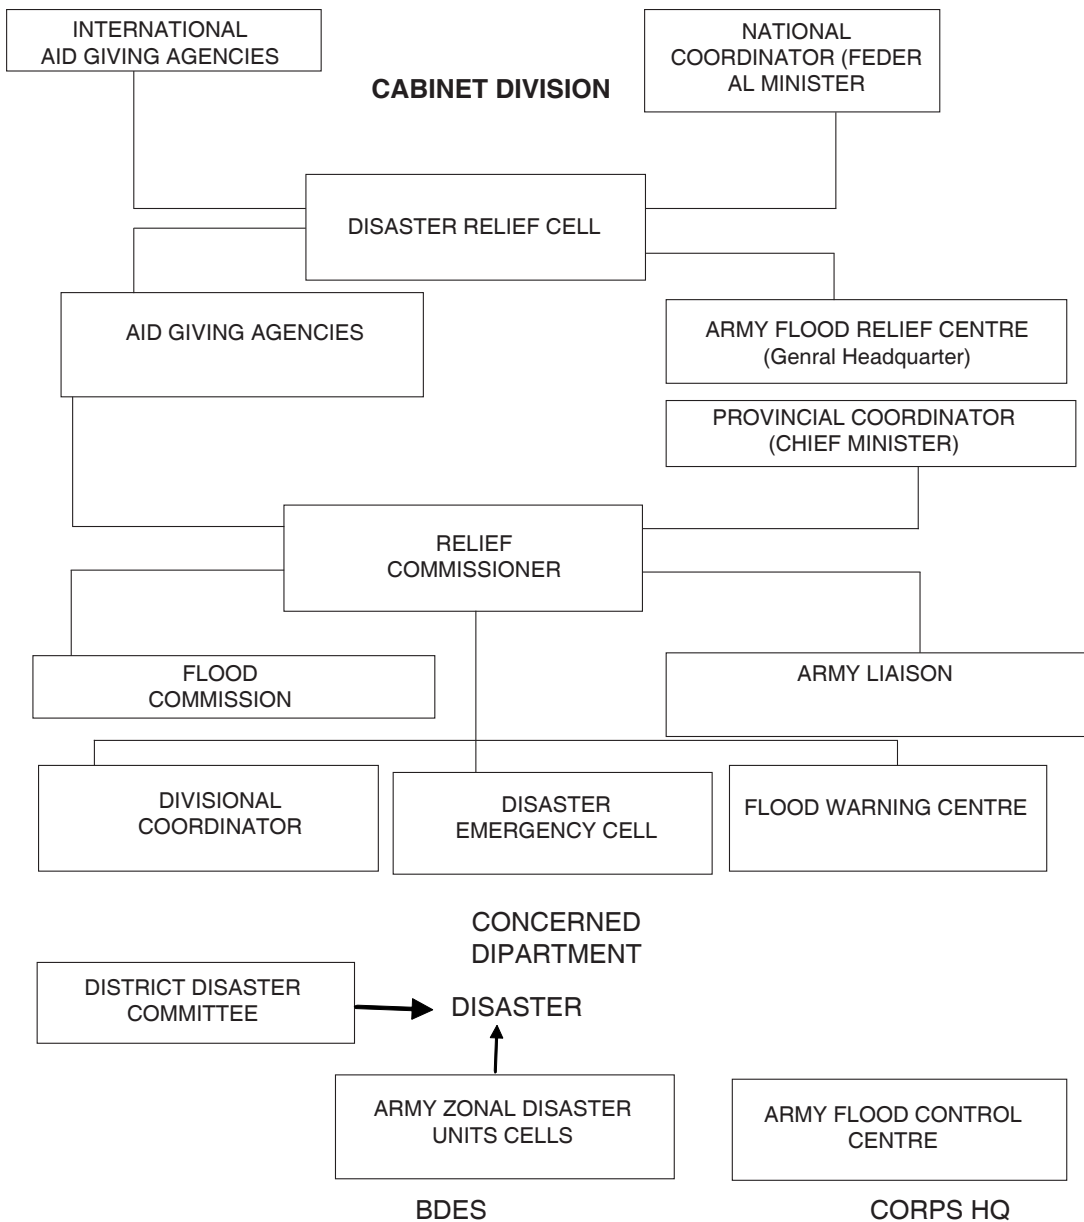 INTERNATIONAL
AID GIVING AGENCIES
NATIONAL
COORDINATOR (FEDER
AL MINISTER
CABINET DIVISION
DISASTER RELIEF CELL
AID GIVING AGENCIES
ARMY FLOOD RELIEF CENTRE
(Genral Headquarter)
PROVINCIAL COORDINATOR
(CHIEF MINISTER)
RELIEF
COMMISSIONER
FLOOD
COMMISSION
ARMY LIAISON
DIVISIONAL
COORDINATOR
DISASTER
EMERGENCY CELL
FLOOD WARNING CENTRE
CONCERNED
DIPARTMENT
DISTRICT DISASTER
COMMITTEE
DISASTER
ARMY ZONAL DISASTER
UNITS CELLS
ARMY FLOOD CONTROL
CENTRE
BDES
CORPS HQ